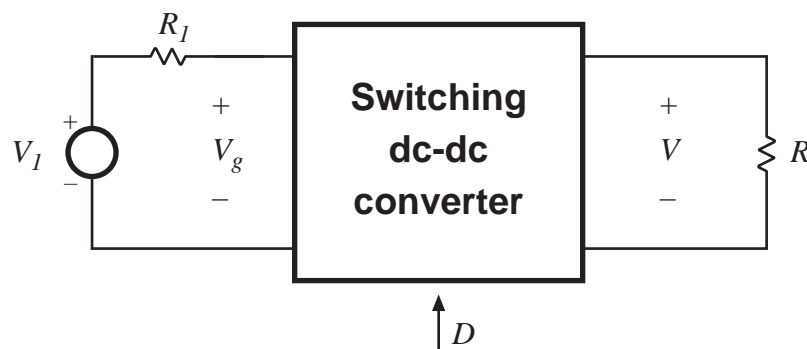 R1
+
V1
−
+
Vg
−
Switching
dc-dc
converter
+
V
−
R
D